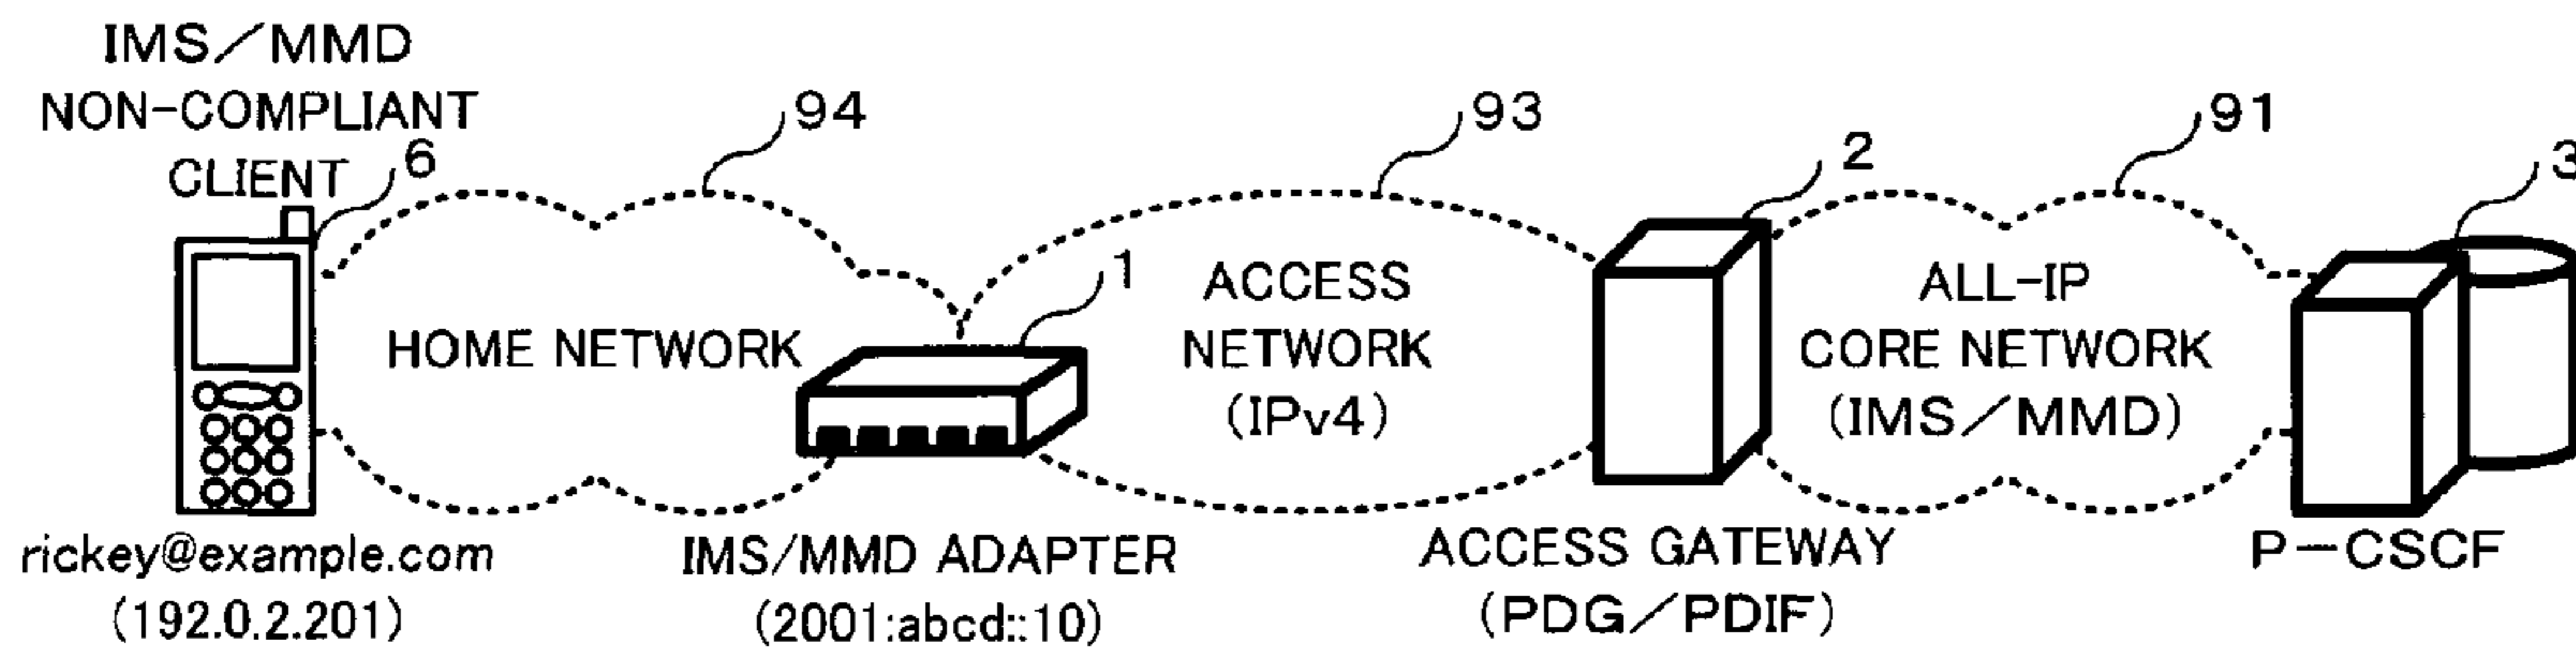 IMS/MMD
NON-COMPLIANT
CLIENT
6
94
93
2
91
3
1
HOME NETWORK
ACCESS
NETWORK
(IPv4)
ALL-IP
CORE NETWORK
(IMS/MMD)
rickey@example.com
(192.0.2.201)
IMS/MMD ADAPTER
(2001:abcd::10)
ACCESS GATEWAY
(PDG/PDIF)
P-CSCF